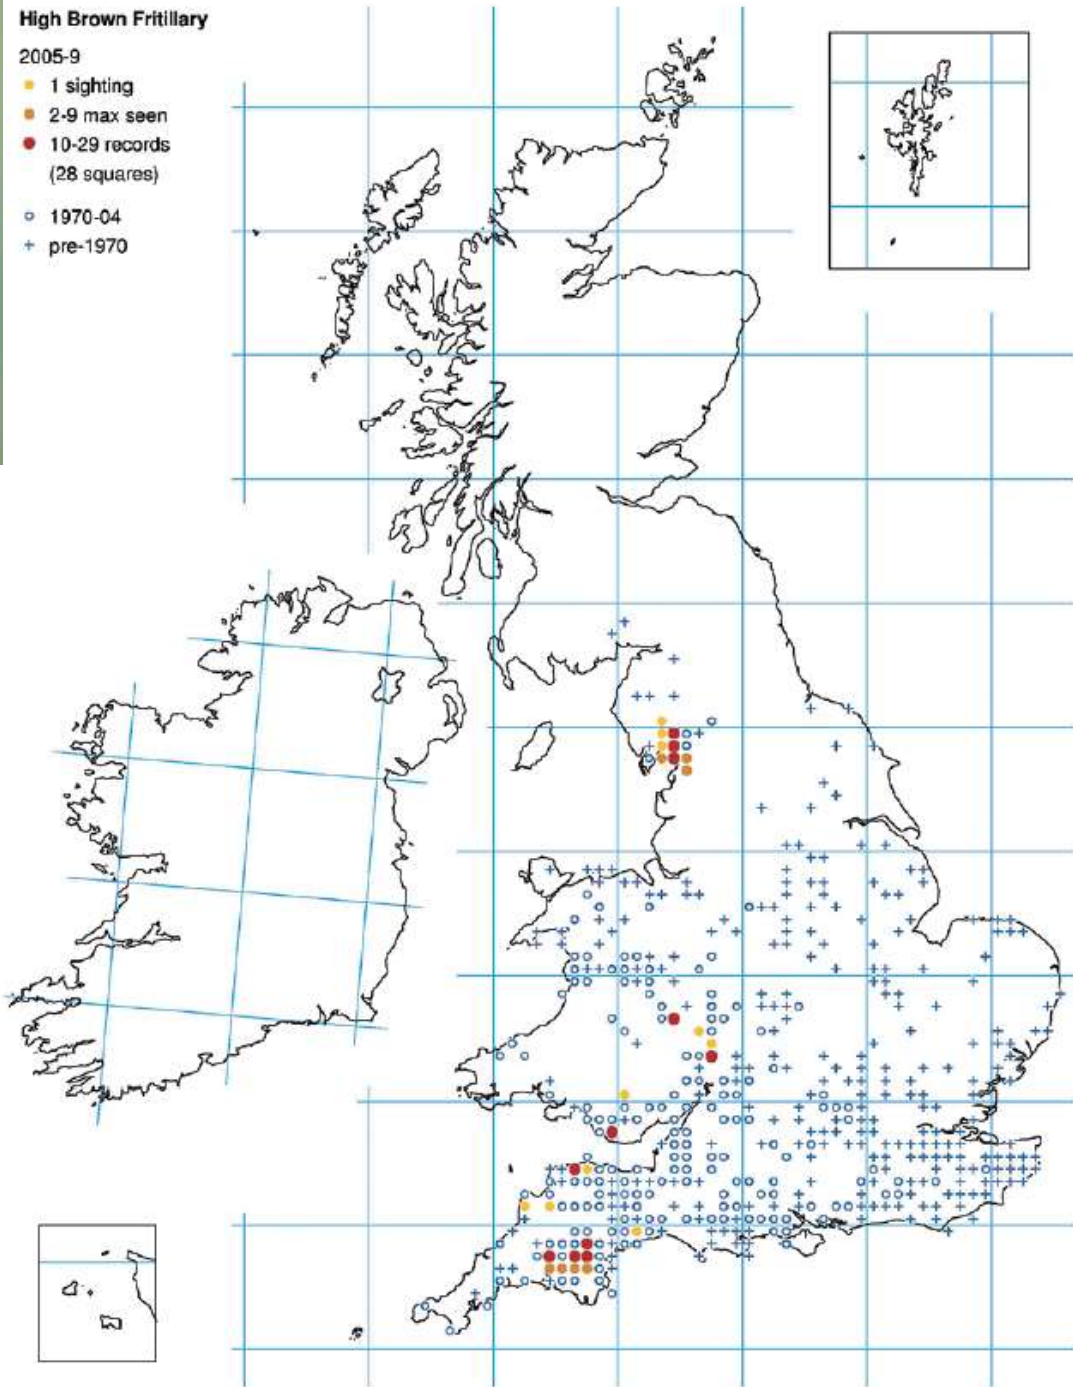 High Brown Fritillary
2005-9
1 sighting
2-9 max seen
10-29 records
(28 squares)
1970-04
pre-1970